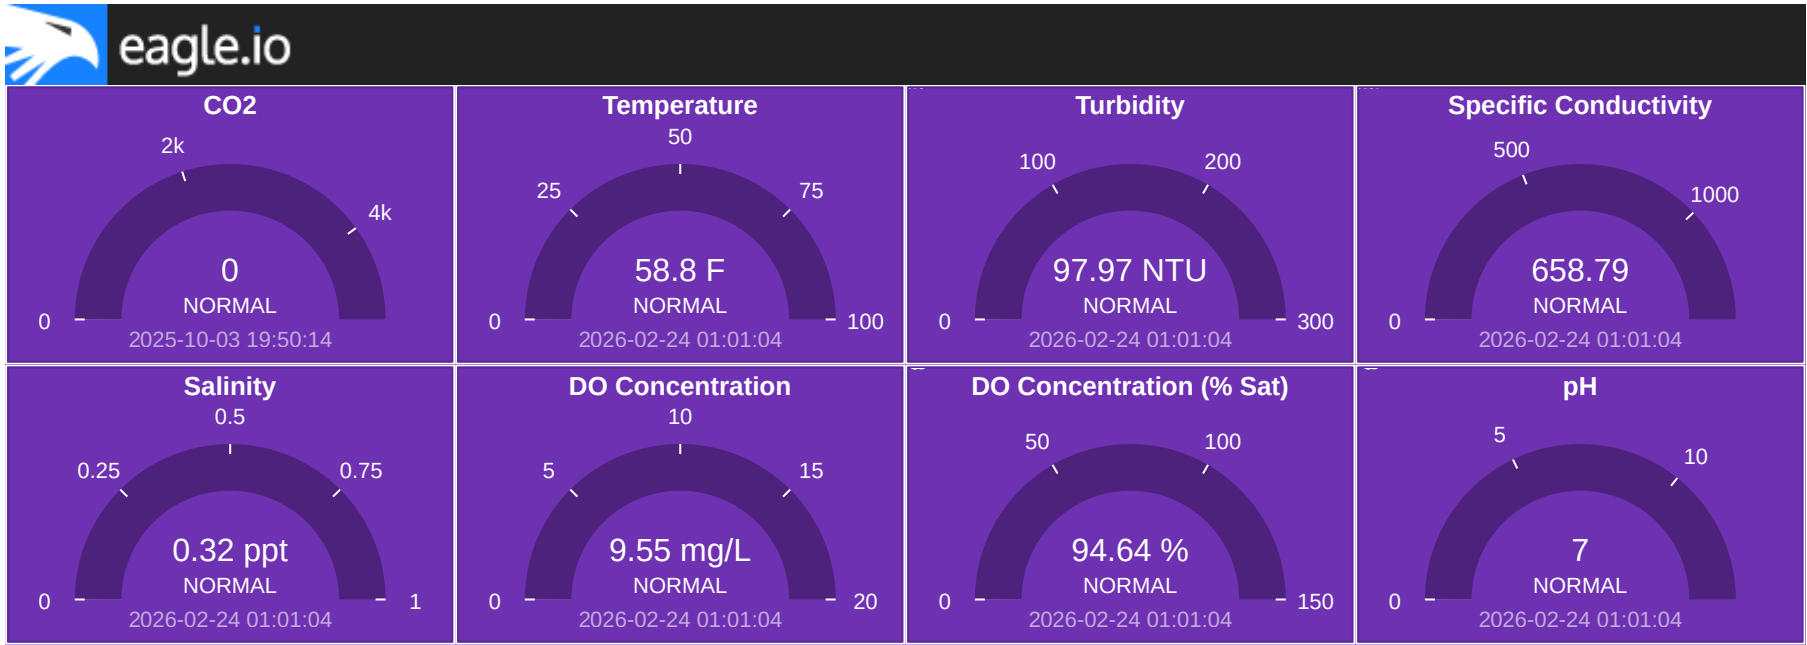 eagle.io
CO2
2k
4k
0
0
NORMAL
2025-10-03 19:50:14
Temperature
50
25
75
58.8 F
NORMAL
0
100
2026-02-24 01:01:04
Turbidity
100
200
97.97 NTU
NORMAL
0
300
2026-02-24 01:01:04
Specific Conductivity
500
1000
658.79
NORMAL
0
2026-02-24 01:01:04
Salinity
0.5
0.25
0.75
0.32 ppt
NORMAL
0
1
2026-02-24 01:01:04
DO Concentration
10
5
15
9.55 mg/L
NORMAL
0
20
2026-02-24 01:01:04
DO Concentration (% Sat)
50
100
94.64 %
NORMAL
0
150
2026-02-24 01:01:04
pH
5
10
7
NORMAL
0
2026-02-24 01:01:04